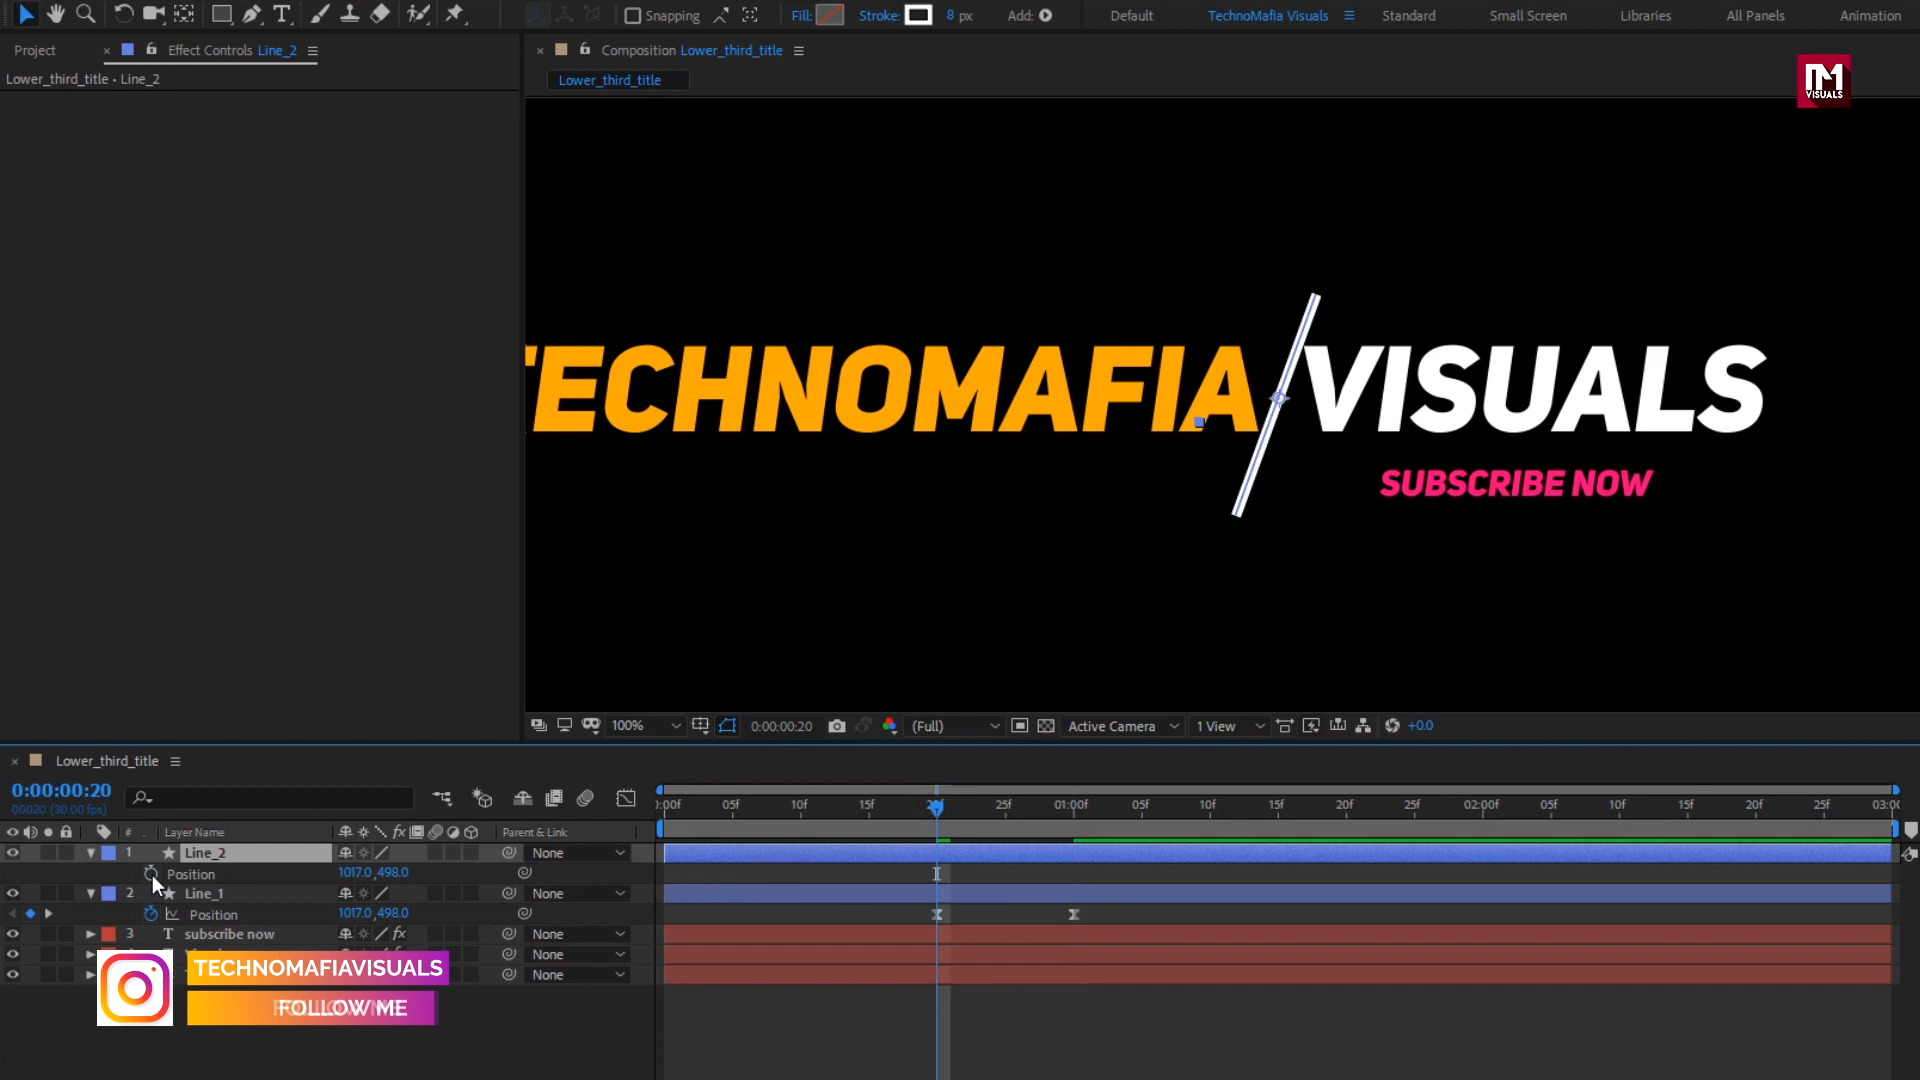 Snapping
Fill:
Stroke:
8 px
Add:
Default
TechnoMafia Visuals
Standard
Small Screen
Libraries
All Panels
Animation
Project
Effect Controls Line_2
Composition Lower_third_title
Lower_third_title • Line_2
Lower_third_title
VISUALS
TECHNOMAFIA
VISUALS
SUBSCRIBE NOW
100%
0:00:00:20
(Full)
Active Camera
1 View
+0.0
Lower_third_title
0:00:00:20
00020 (30.00 fps)
:00f 05f 10f 15f 25f 01:00f 05f 10f 15f 20f 25f 02:00f 05f 10f 15f 20f 25f
# Layer Name
Parent & Link
1 Line_2 None
Position 1017.0,498.0
2 Line_1 None
Position 1017.0,498.0
3 T subscribe now None
None
None
TECHNOMAFIAVISUALS
FOLLOW ME